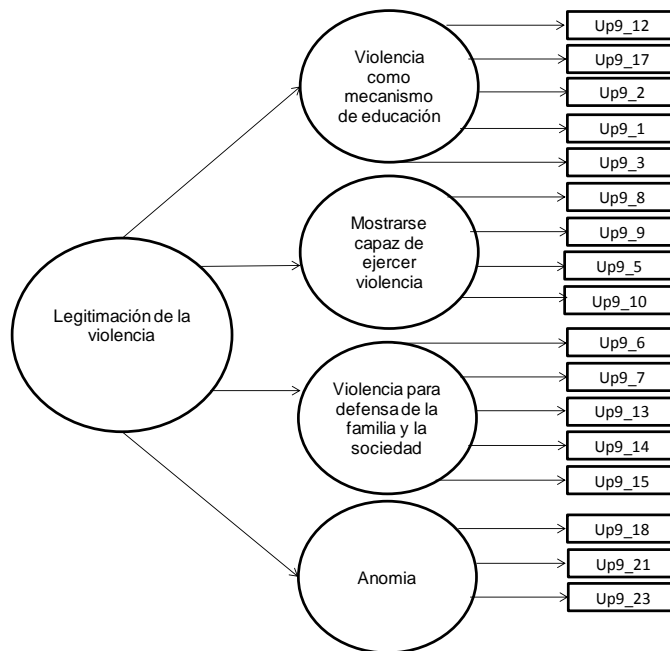 Legitimación de la
violencia
Violencia
como
mecanismo
de educación
Up9_12
Up9_17
Up9_2
Up9_1
Up9_3
Mostrarse
capaz de
ejercer
violencia
Up9_8
Up9_9
Up9_5
Up9_10
Violencia para
defensa de la
familia y la
sociedad
Up9_6
Up9_7
Up9_13
Up9_14
Up9_15
Anomia
Up9_18
Up9_21
Up9_23